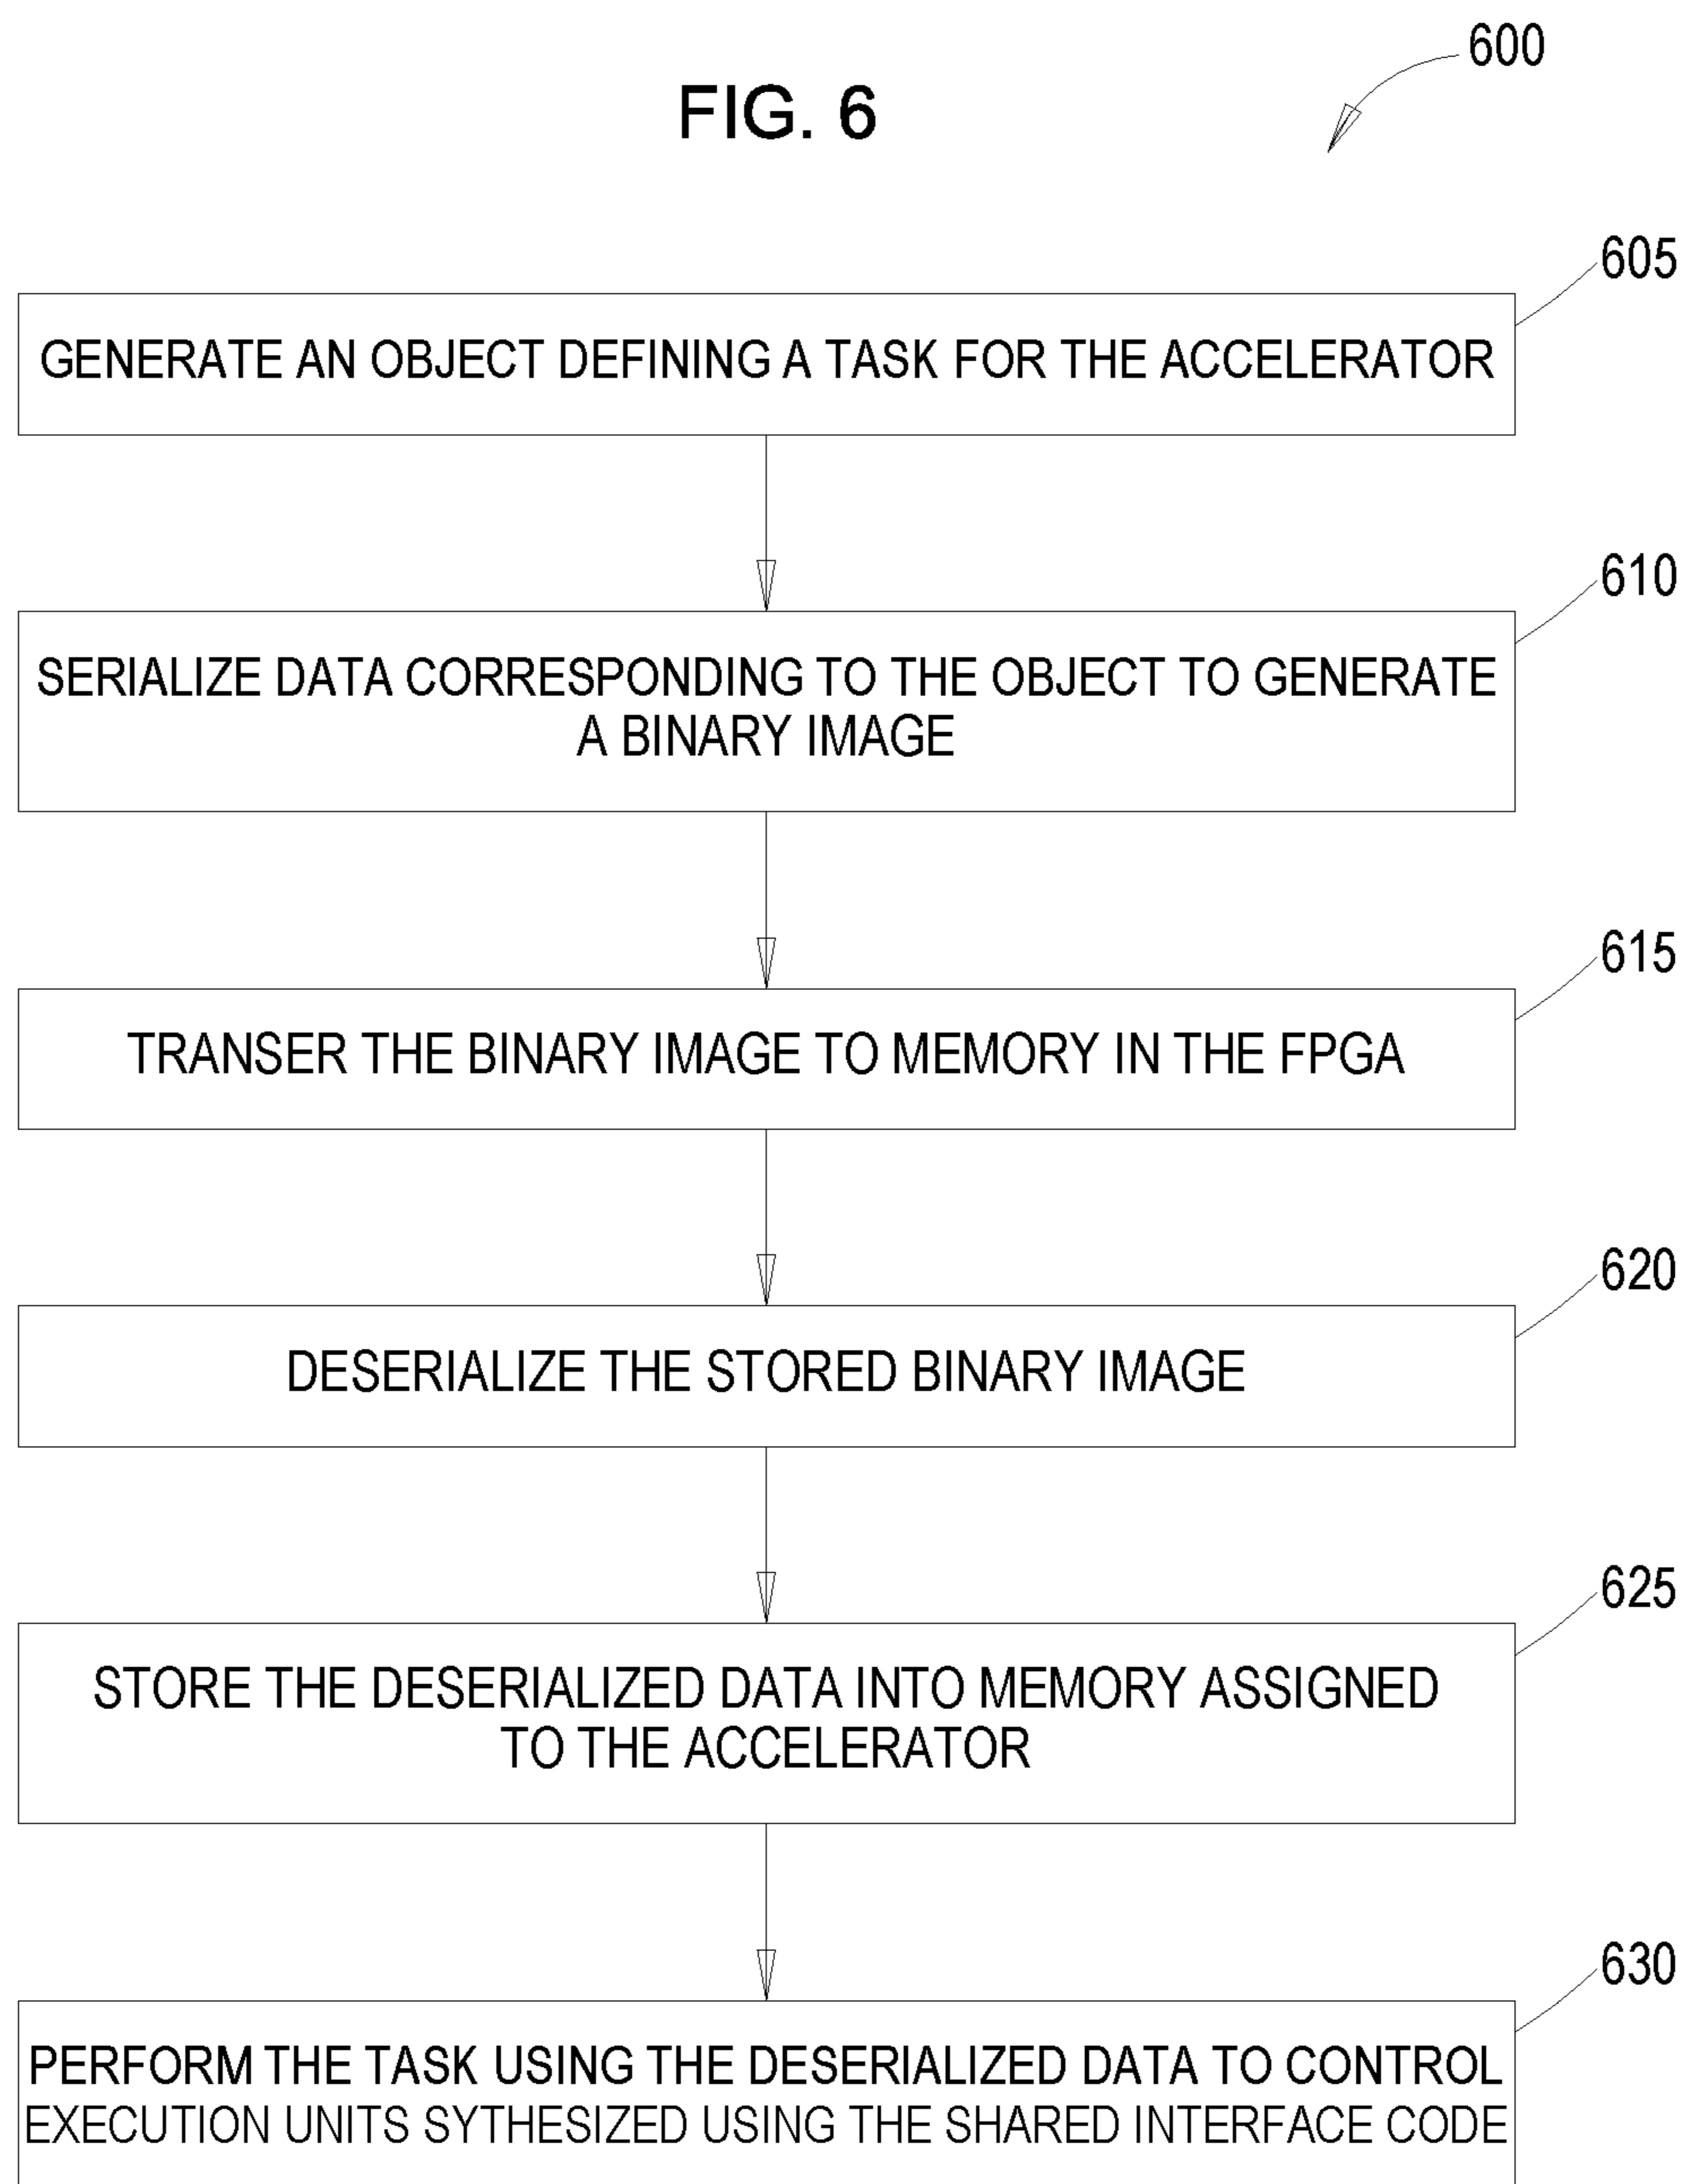 600
FIG. 6
605
GENERATE AN OBJECT DEFINING A TASK FOR THE ACCELERATOR
610
SERIALIZE DATA CORRESPONDING TO THE OBJECT TO GENERATE
A BINARY IMAGE
615
TRANSER THE BINARY IMAGE TO MEMORY IN THE FPGA
620
DESERIALIZE THE STORED BINARY IMAGE
625
STORE THE DESERIALIZED DATA INTO MEMORY ASSIGNED
TO THE ACCELERATOR
630
PERFORM THE TASK USING THE DESERIALIZED DATA TO CONTROL
EXECUTION UNITS SYTHESIZED USING THE SHARED INTERFACE CODE